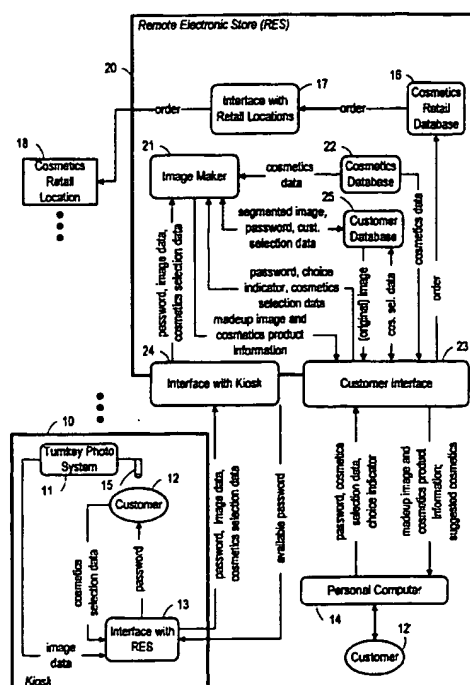 Remote Electronic Store (RES)
20
17
16
order
Interface with
Retail Locations
order
Cosmetics
Retail
Database
18
Cosmetics
Retail
Location
21
Image Maker
cosmetics
data
22
Cosmetics
Database
25
Customer
Database
segmented image,
password, cust.
selection data
password, image data,
cosmetics selection data
password, choice
indicator, cosmetics
selection data
madeup image and
cosmetics product
information
(original) image
cos. sel. data
cosmetics data
order
24
Interface with Kiosk
23
Customer interface
10
Turnkey Photo
System
11
15
12
Customer
cosmetics
selection data
password
13
Interface with
RES
image
data
Kiosk
password, image data,
cosmetics selection data
available password
password, cosmetics
selection data,
choice indicator
madeup image and
cosmetics product
information;
suggested cosmetics
Personal Computer
14
Customer
12'